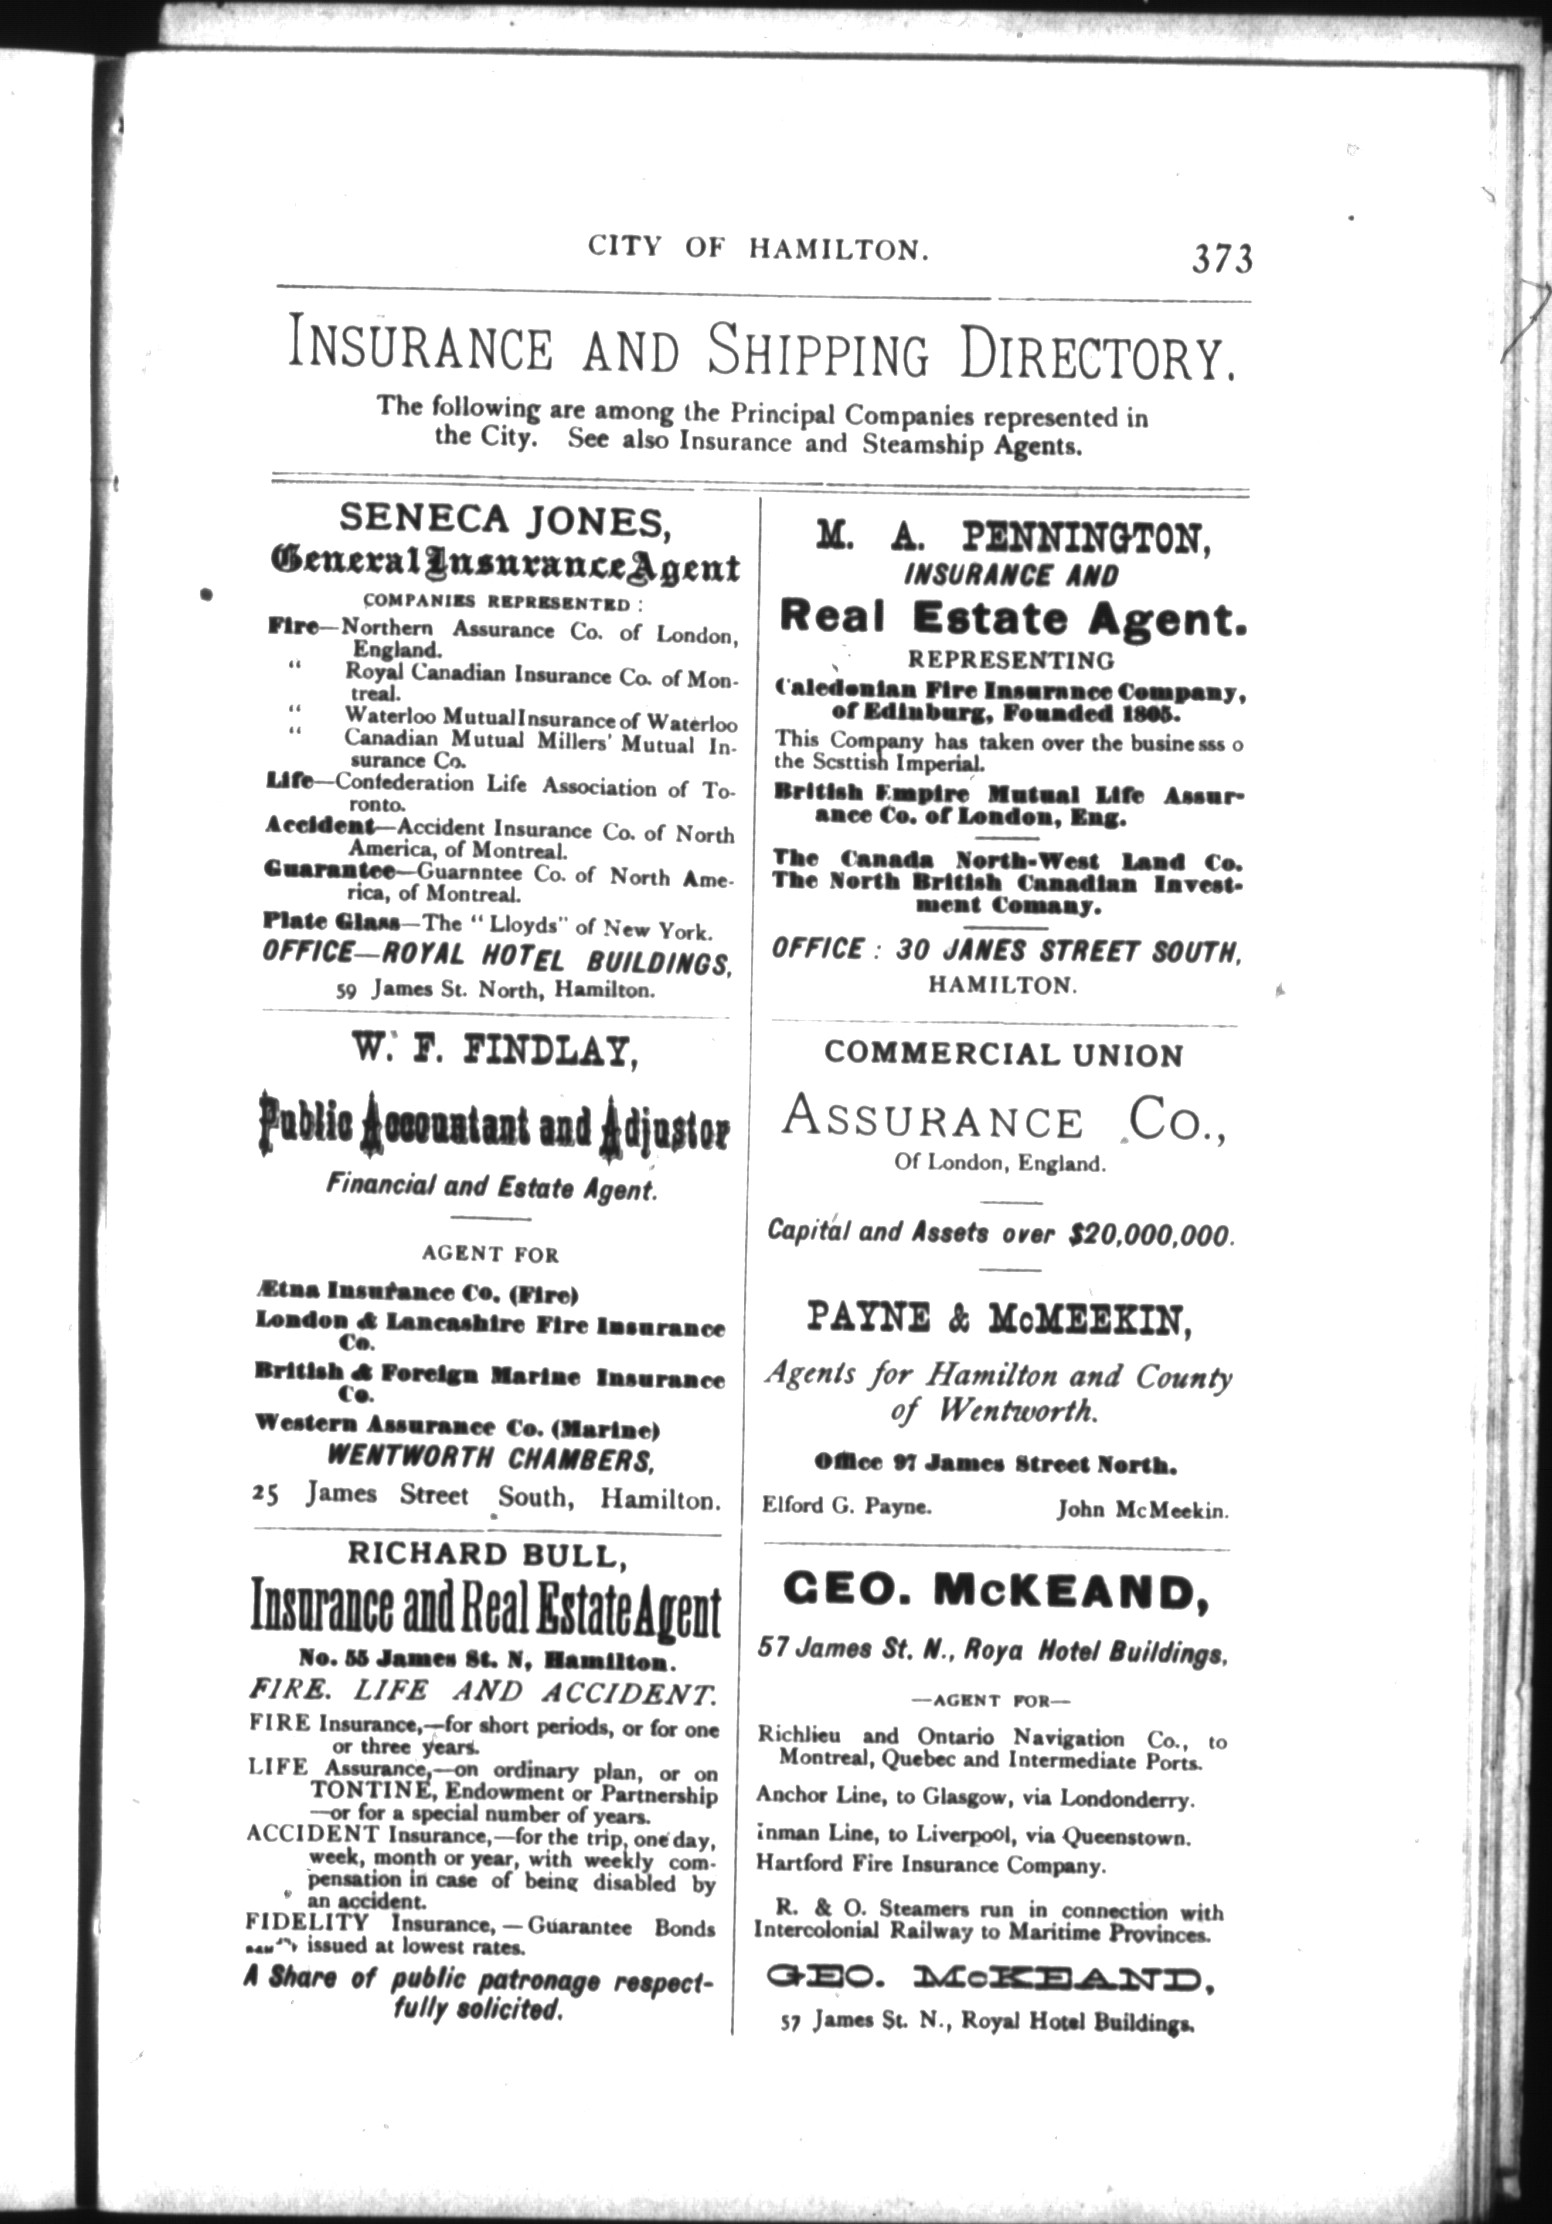 CITY OF HAMILTON.
373
INSURANCE AND SHIPPING DIRECTORY.
The following are among the Principal Companies represented in
the City. See also Insurance and Steamship Agents.
SENECA JONES,
General Insurance Agent
COMPANIES REPRESENTED :
Fire—Northern Assurance Co. of London,
England.
“ Royal Canadian Insurance Co. of Mon-
treal.
“ Waterloo Mutual Insurance of Waterloo
“ Canadian Mutual Millers' Mutual In-
surance Co.
Life—Confederation Life Association of To-
ronto.
Accident—Accident Insurance Co. of North
America, of Montreal.
Guarantee—Guarnntee Co. of North Ame-
rica, of Montreal.
Plate Glass—The “ Lloyds” of New York.
OFFICE—ROYAL HOTEL BUILDINGS,
59 James St. North, Hamilton.
W. F. FINDLAY,
Public Accountant and Adjustor
Financial and Estate Agent.
AGENT FOR
Ætna Insurance Co. (Fire)
London & Lancashire Fire Insurance
Co.
British & Foreign Marine Insurance
Co.
Western Assurance Co. (Marine)
WENTWORTH CHAMBERS,
25 James Street South, Hamilton.
RICHARD BULL,
Insurance and Real Estate Agent
No. 55 James St. N, Hamilton.
FIRE. LIFE AND ACCIDENT.
FIRE Insurance,—for short periods, or for one
or three years.
LIFE Assurance,—on ordinary plan, or on
TONTINE, Endowment or Partnership
—or for a special number of years.
ACCIDENT Insurance,—for the trip, one day,
week, month or year, with weekly com-
pensation in case of being disabled by
an accident.
FIDELITY Insurance,—Guarantee Bonds
issued at lowest rates.
A Share of public patronage respect-
fully solicited.
M. A. PENNINGTON,
INSURANCE AND
Real Estate Agent.
REPRESENTING
Caledonian Fire Insurance Company,
of Edinburg, Founded 1805.
This Company has taken over the busine sss o
the Scsttish Imperial.
British Empire Mutual Life Assur-
ance Co. of London, Eng.
The Canada North-West Land Co.
The North British Canadian Invest-
ment Comany.
OFFICE : 30 JANES STREET SOUTH,
HAMILTON.
COMMERCIAL UNION
ASSURANCE CO.,
Of London, England.
Capital and Assets over $20,000,000.
PAYNE & McMEEKIN,
Agents for Hamilton and County
of Wentworth.
Office 97 James Street North.
Elford G. Payne. John McMeekin.
GEO. McKEAND,
57 James St. N., Roya Hotel Buildings,
—AGENT FOR—
Richlieu and Ontario Navigation Co., to
Montreal, Quebec and Intermediate Ports.
Anchor Line, to Glasgow, via Londonderry.
Inman Line, to Liverpool, via Queenstown.
Hartford Fire Insurance Company.
R. & O. Steamers run in connection with
Intercolonial Railway to Maritime Provinces.
GEO. McKEAND,
57 James St. N., Royal Hotel Buildings,